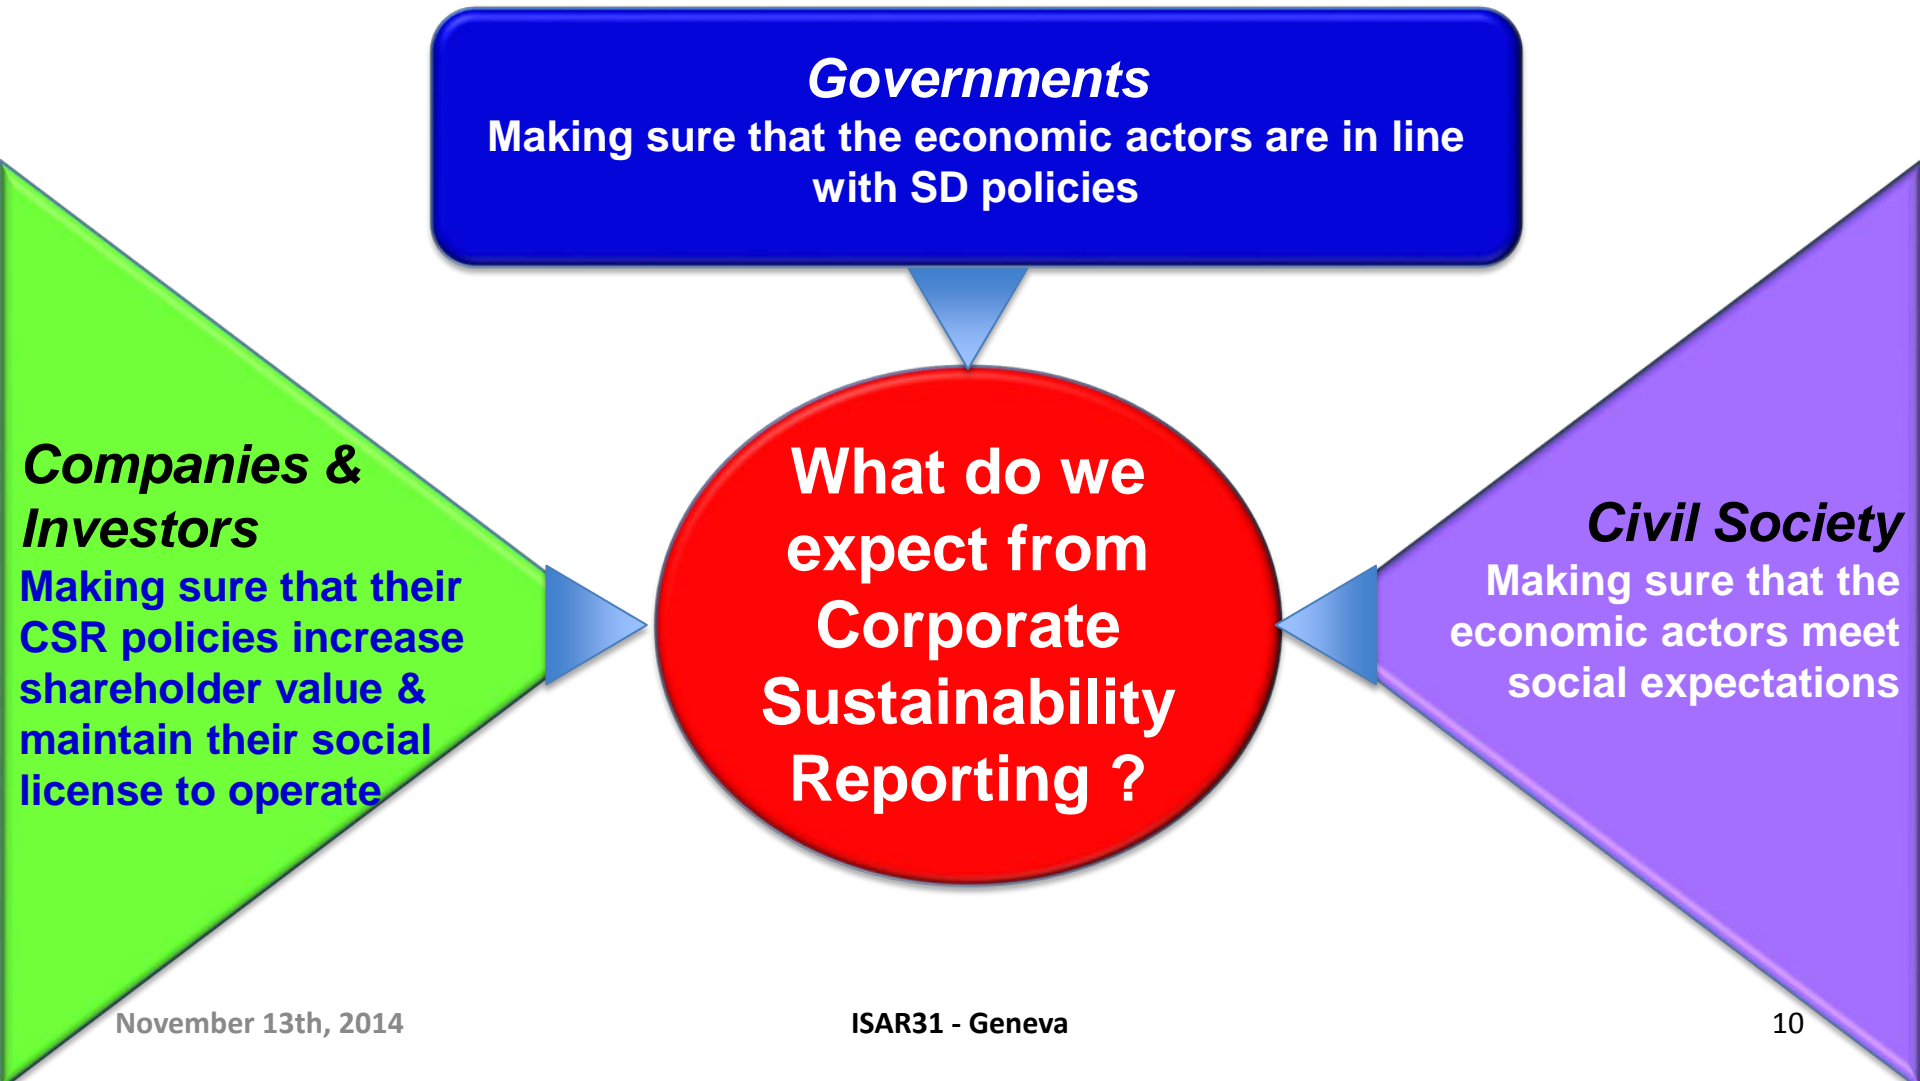 Governments
Making sure that the economic actors are in line
with SD policies
Companies &
Investors
Making sure that their
CSR policies increase
shareholder value &
maintain their social
license to operate
What do we
expect from
Corporate
Sustainability
Reporting ?
Civil Society
Making sure that the
economic actors meet
social expectations
November 13th, 2014
ISAR31 - Geneva
10